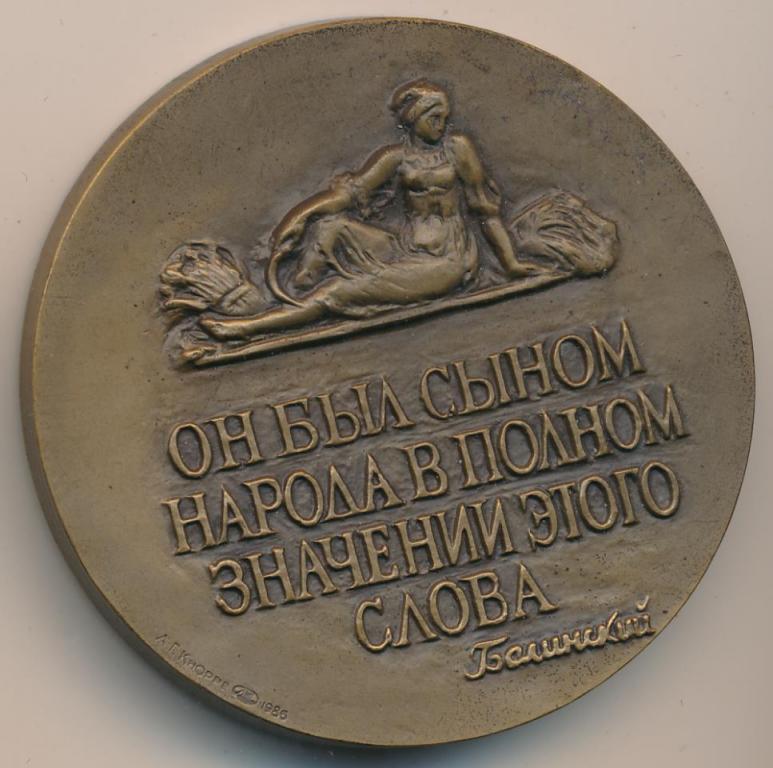 ОН БЫЛ СЫНОМ
НАРОДА В ПОЛНОМ
ЗНАЧЕНИИ ЭТОГО
СЛОВА
Белинский
А.Г. КНОРРЕ 1986